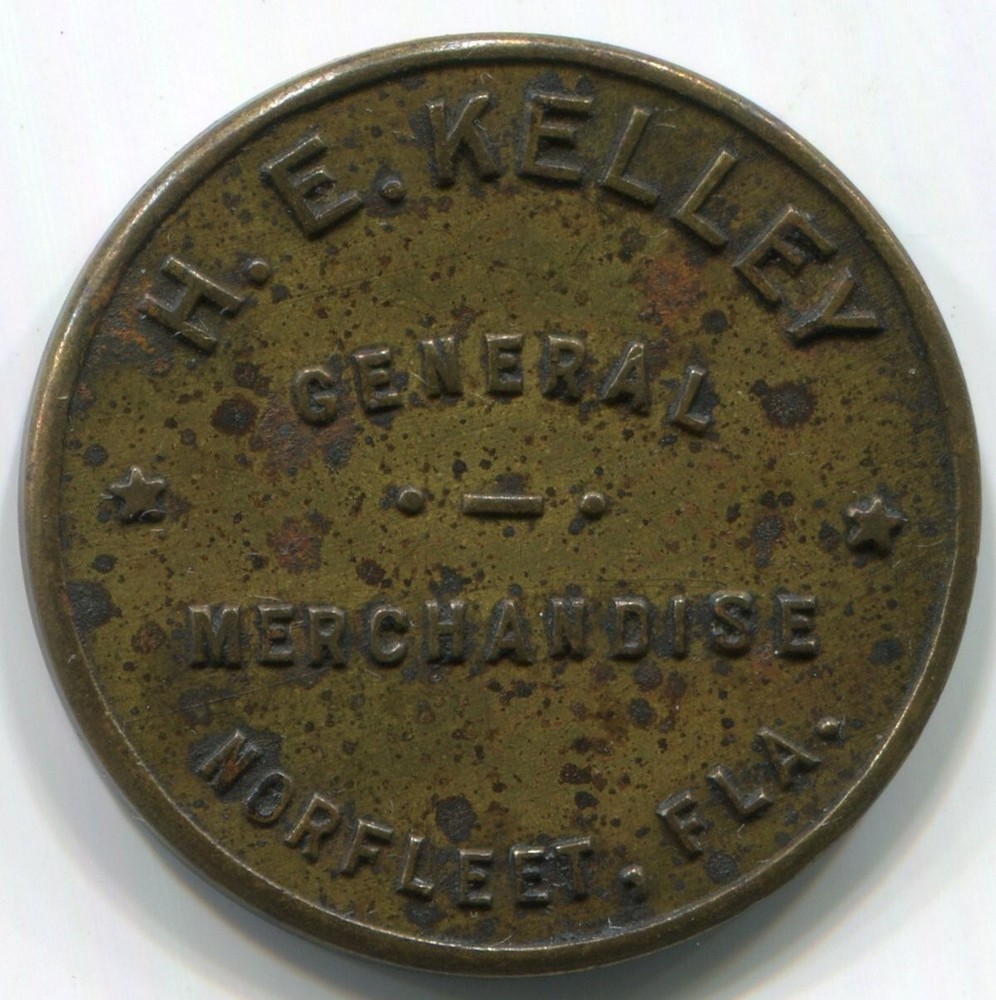 H. E. KELLEY
GENERAL
MERCHANDISE
NORFLEET, FLA.